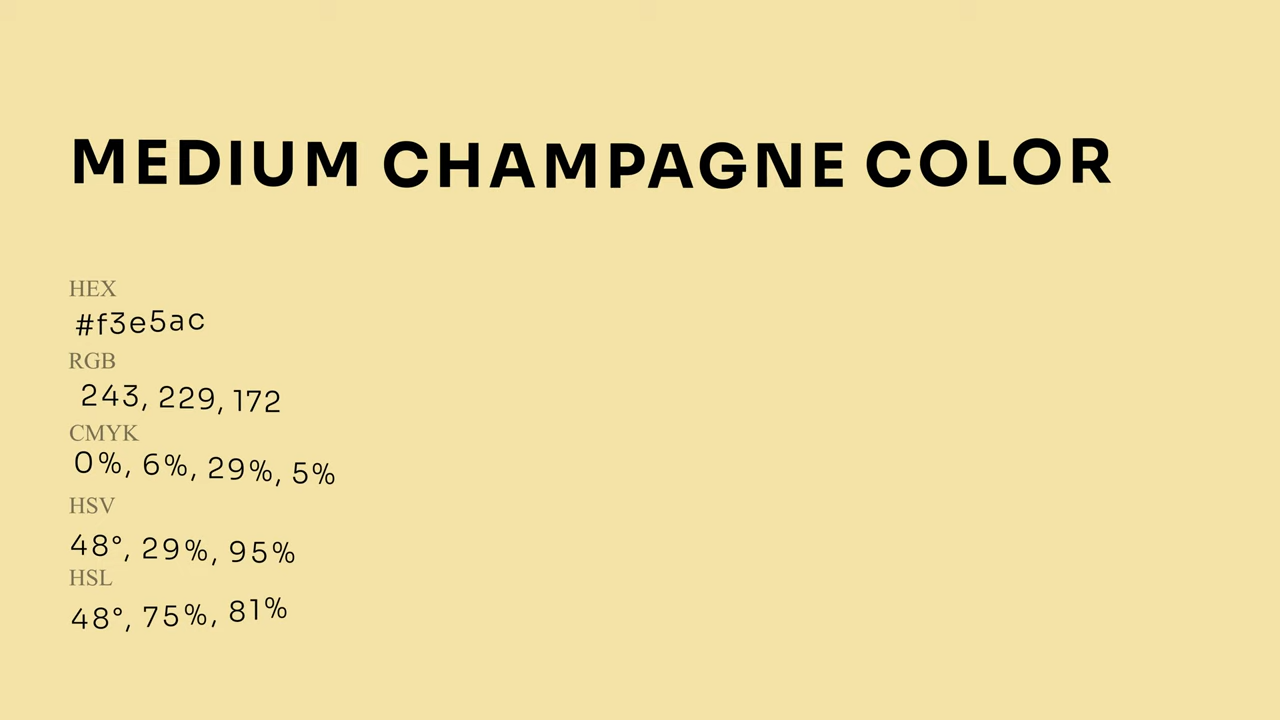 MEDIUM CHAMPAGNE COLOR
HEX
#f3e5ac
RGB
243, 229, 172
CMYK
0%, 6%, 29%, 5%
HSV
48°, 29%, 95%
HSL
48°, 75%, 81%